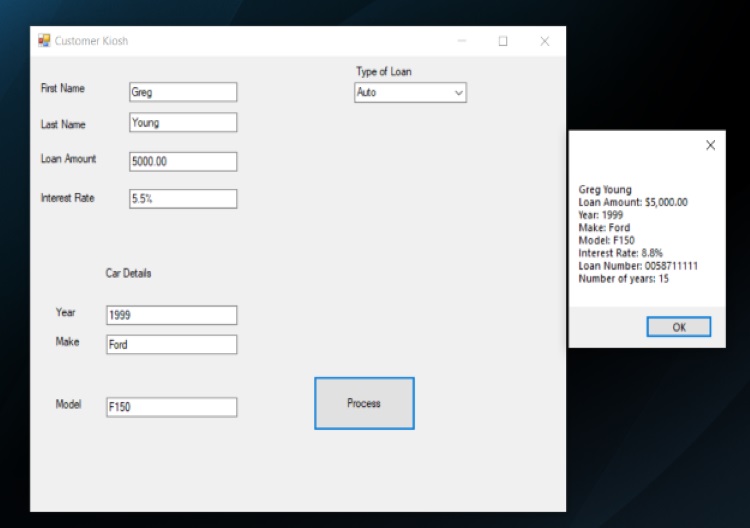 Customer Kiosh
Type of Loan
First Name Greg Auto
Last Name Young
Loan Amount 5000.00
Interest Rate 5.5%
Car Details
Year 1999
Make Ford
Model F150
Process
Greg Young
Loan Amount: $5,000.00
Year: 1999
Make: Ford
Model: F150
Interest Rate: 8.8%
Loan Number: 0058711111
Number of years: 15
OK